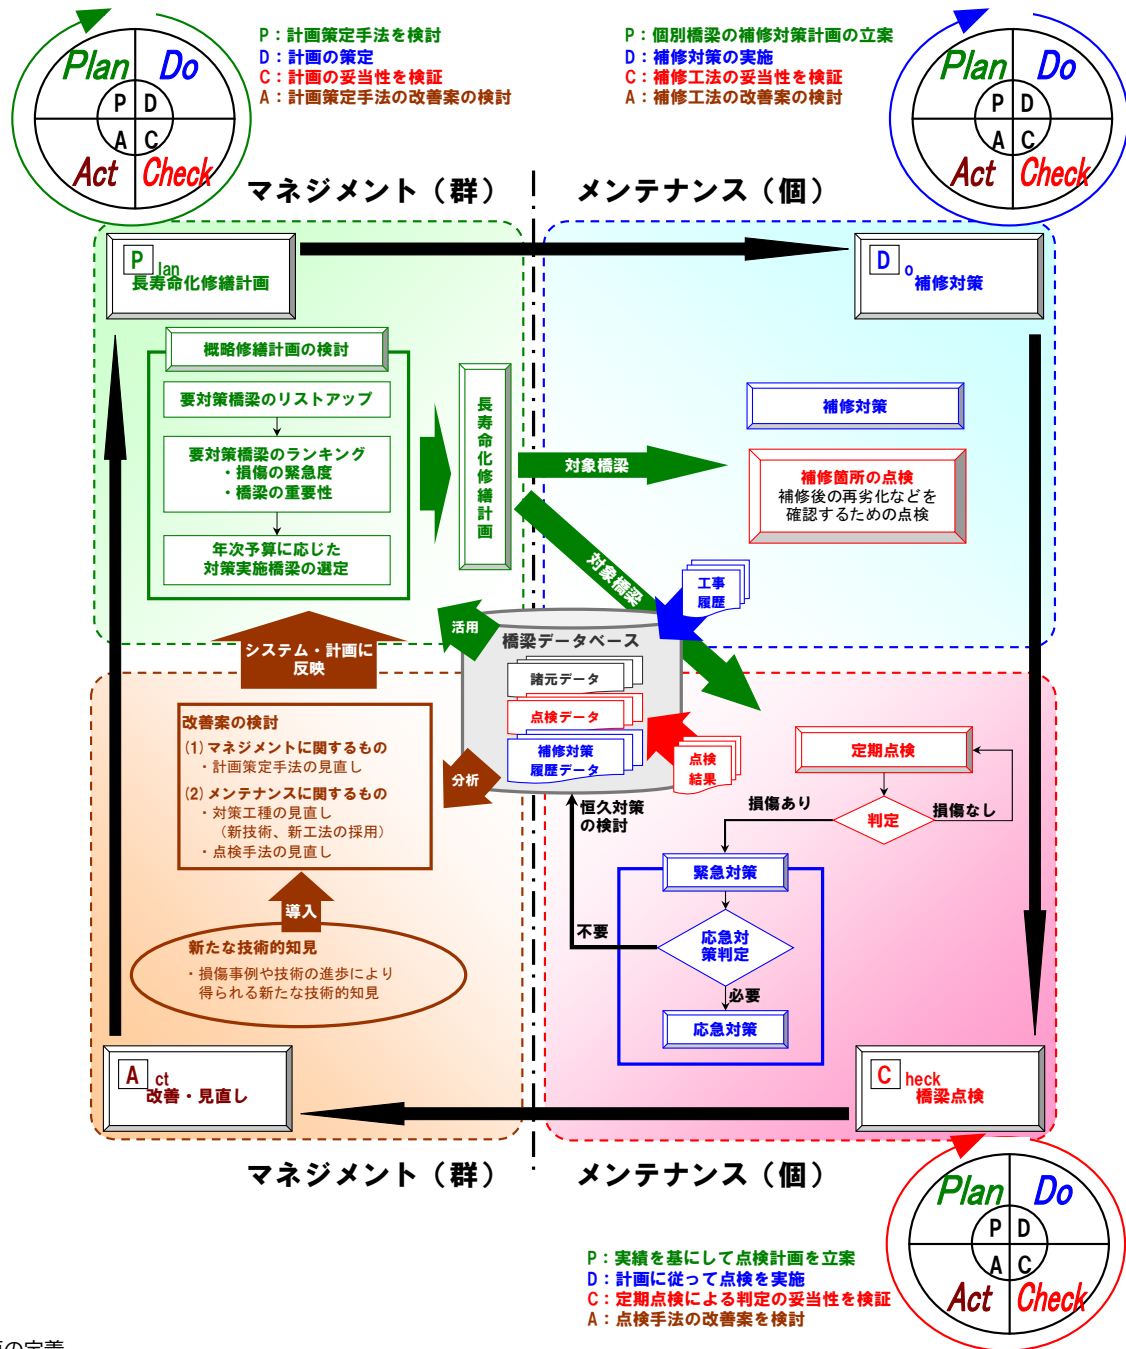 P：計画策定手法を検討
D：計画の策定
C：計画の妥当性を検証
A：計画策定手法の改善案の検討
P：個別橋梁の補修対策計画の立案
D：補修対策の実施
C：補修工法の妥当性を検証
A：補修工法の改善案の検討
Plan Do
P D
A C
Act Check
Plan Do
P D
A C
Act Check
マネジメント（群）
メンテナンス（個）
P lan
長寿命化修繕計画
D o
補修対策
概略修繕計画の検討
要対策橋梁のリストアップ
要対策橋梁のランキング
・損傷の緊急度
・橋梁の重要性
年次予算に応じた
対策実施橋梁の選定
長寿命化修繕計画
対象橋梁
対象橋梁
補修対策
補修箇所の点検
補修後の再劣化などを
確認するための点検
工事
履歴
活用
橋梁データベース
諸元データ
点検データ
補修対策
履歴データ
点検
結果
分析
システム・計画に
反映
改善案の検討
(1)マネジメントに関するもの
・計画策定手法の見直し
(2)メンテナンスに関するもの
・対策工種の見直し
（新技術、新工法の採用）
・点検手法の見直し
導入
新たな技術的知見
・損傷事例や技術の進歩により
得られる新たな技術的知見
定期点検
判定
損傷あり
損傷なし
恒久対策
の検討
緊急対策
応急対
策判定
不要
必要
応急対策
A ct
改善・見直し
C heck
橋梁点検
マネジメント（群）
メンテナンス（個）
Plan Do
P D
A C
Act Check
P：実績を基にして点検計画を立案
D：計画に従って点検を実施
C：定期点検による判定の妥当性を検証
A：点検手法の改善案を検討
の定義